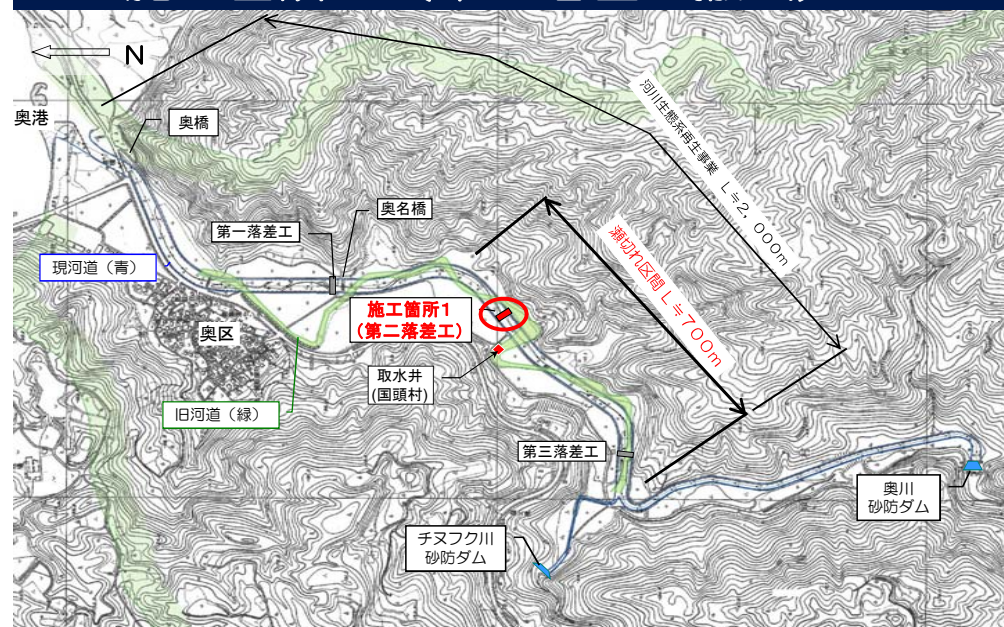 N
奥港
奥橋
奥名橋
第一落差工
現河道（青）
施工箇所1
（第二落差工）
奥区
取水井
(国頭村)
旧河道（緑）
第三落差工
チヌフク川
砂防ダム
奥川
砂防ダム
河川生態系再生事業 L≒2,000m
瀬切れ区間 L≒700m